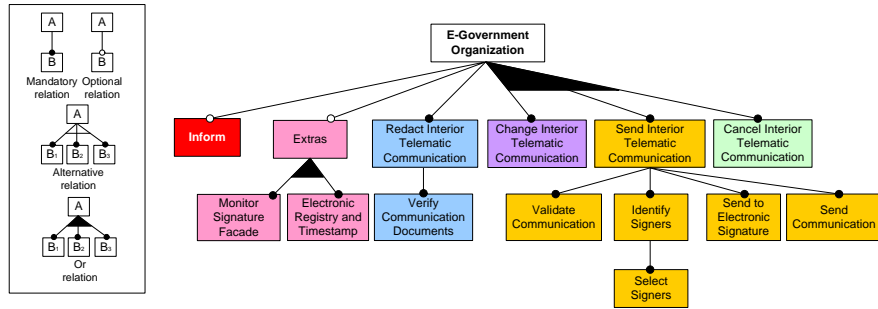 A
A
B
B
Mandatory
relation
Optional
relation
A
B1
B2
B3
Alternative
relation
A
B1
B2
B3
Or
relation
E-Government
Organization
Inform
Extras
Redact Interior
Telematic
Communication
Change Interior
Telematic
Communication
Send Interior
Telematic
Communication
Cancel Interior
Telematic
Communication
Monitor
Signature
Facade
Electronic
Registry and
Timestamp
Verify
Communication
Documents
Validate
Communication
Identify
Signers
Send to
Electronic
Signature
Send
Communication
Select
Signers